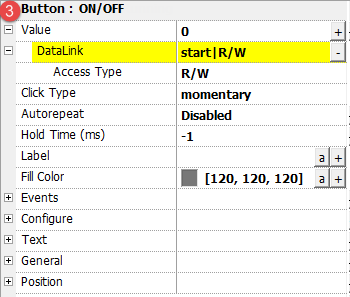 3 Button : ON/OFF
Value 0 +
DataLink start|R/W -
Access Type R/W
Click Type momentary
Autorepeat Disabled
Hold Time (ms) -1
Label a +
Fill Color [120, 120, 120] a +
Events
Configure
Text
General
Position